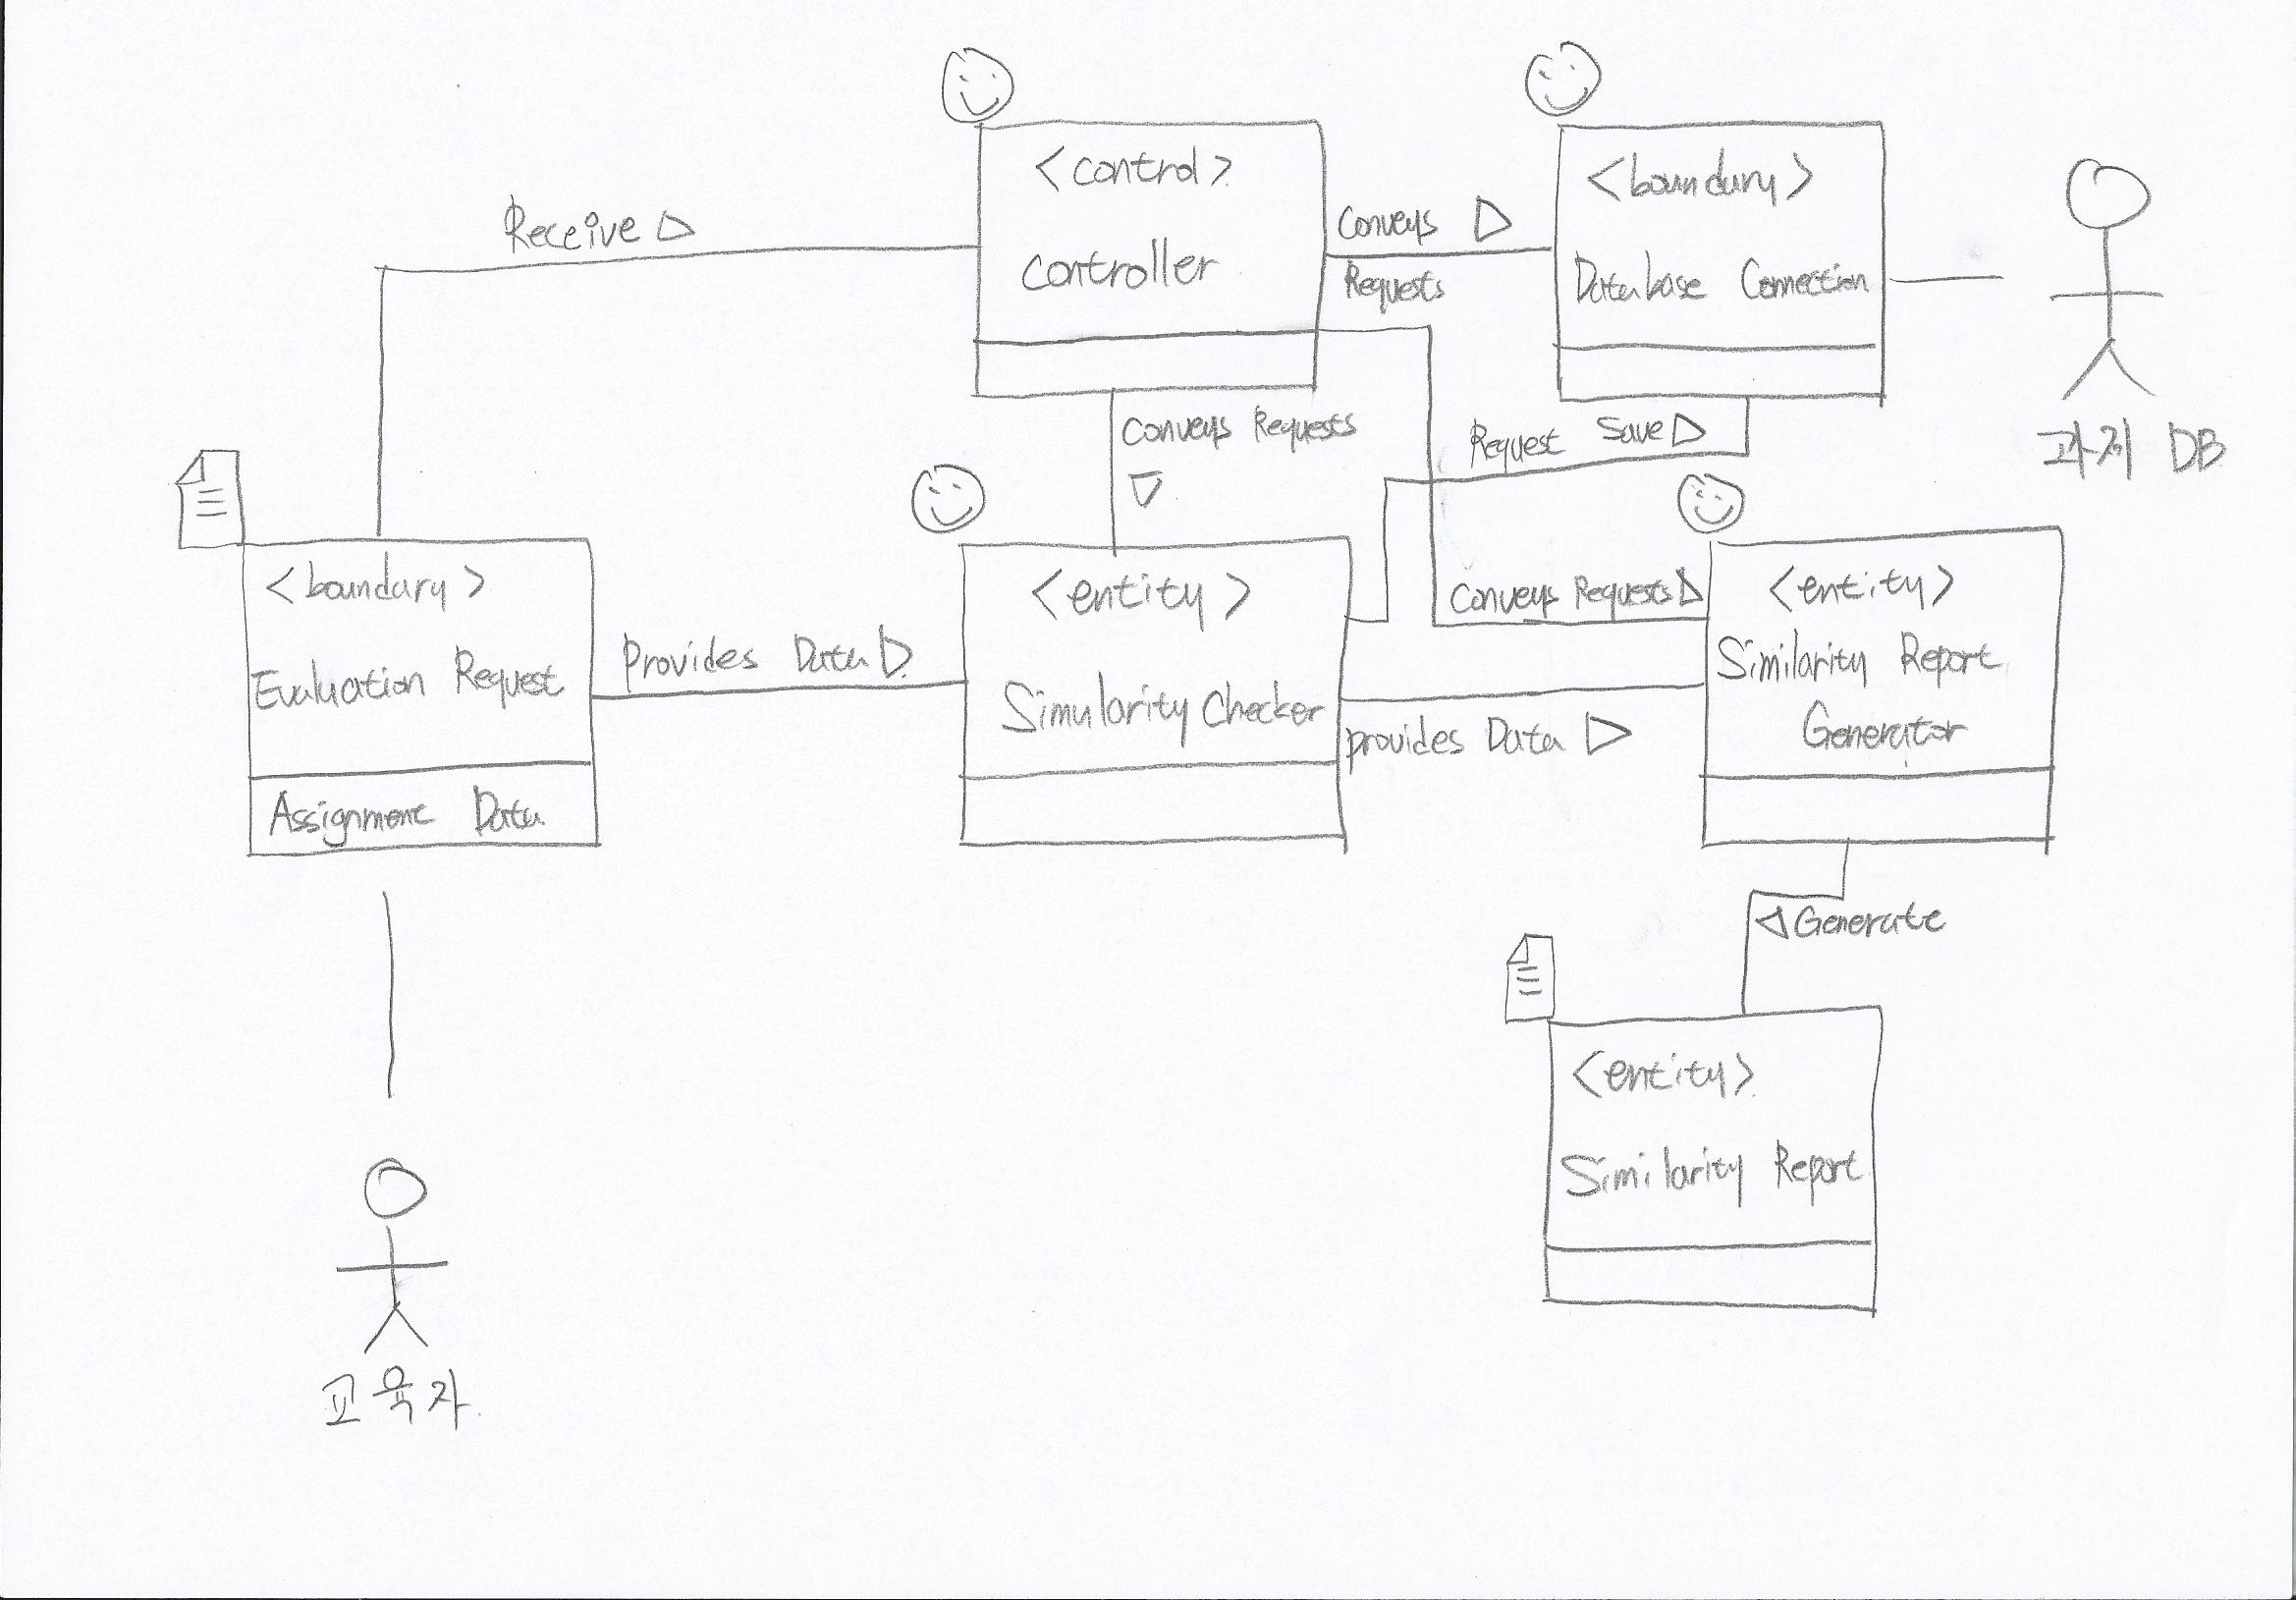 <control>
Controller
Receive
Conveys
Requests
<boundary>
Database Connection
과제 DB
Conveys Requests
Request Save
<boundary>
Evaluation Request
Assignment Data
Provides Data
<entity>
Simularity Checker
Conveys Requests
provides Data
<entity>
Similarity Report
Generator
Generate
<entity>
Similarity Report
교육자